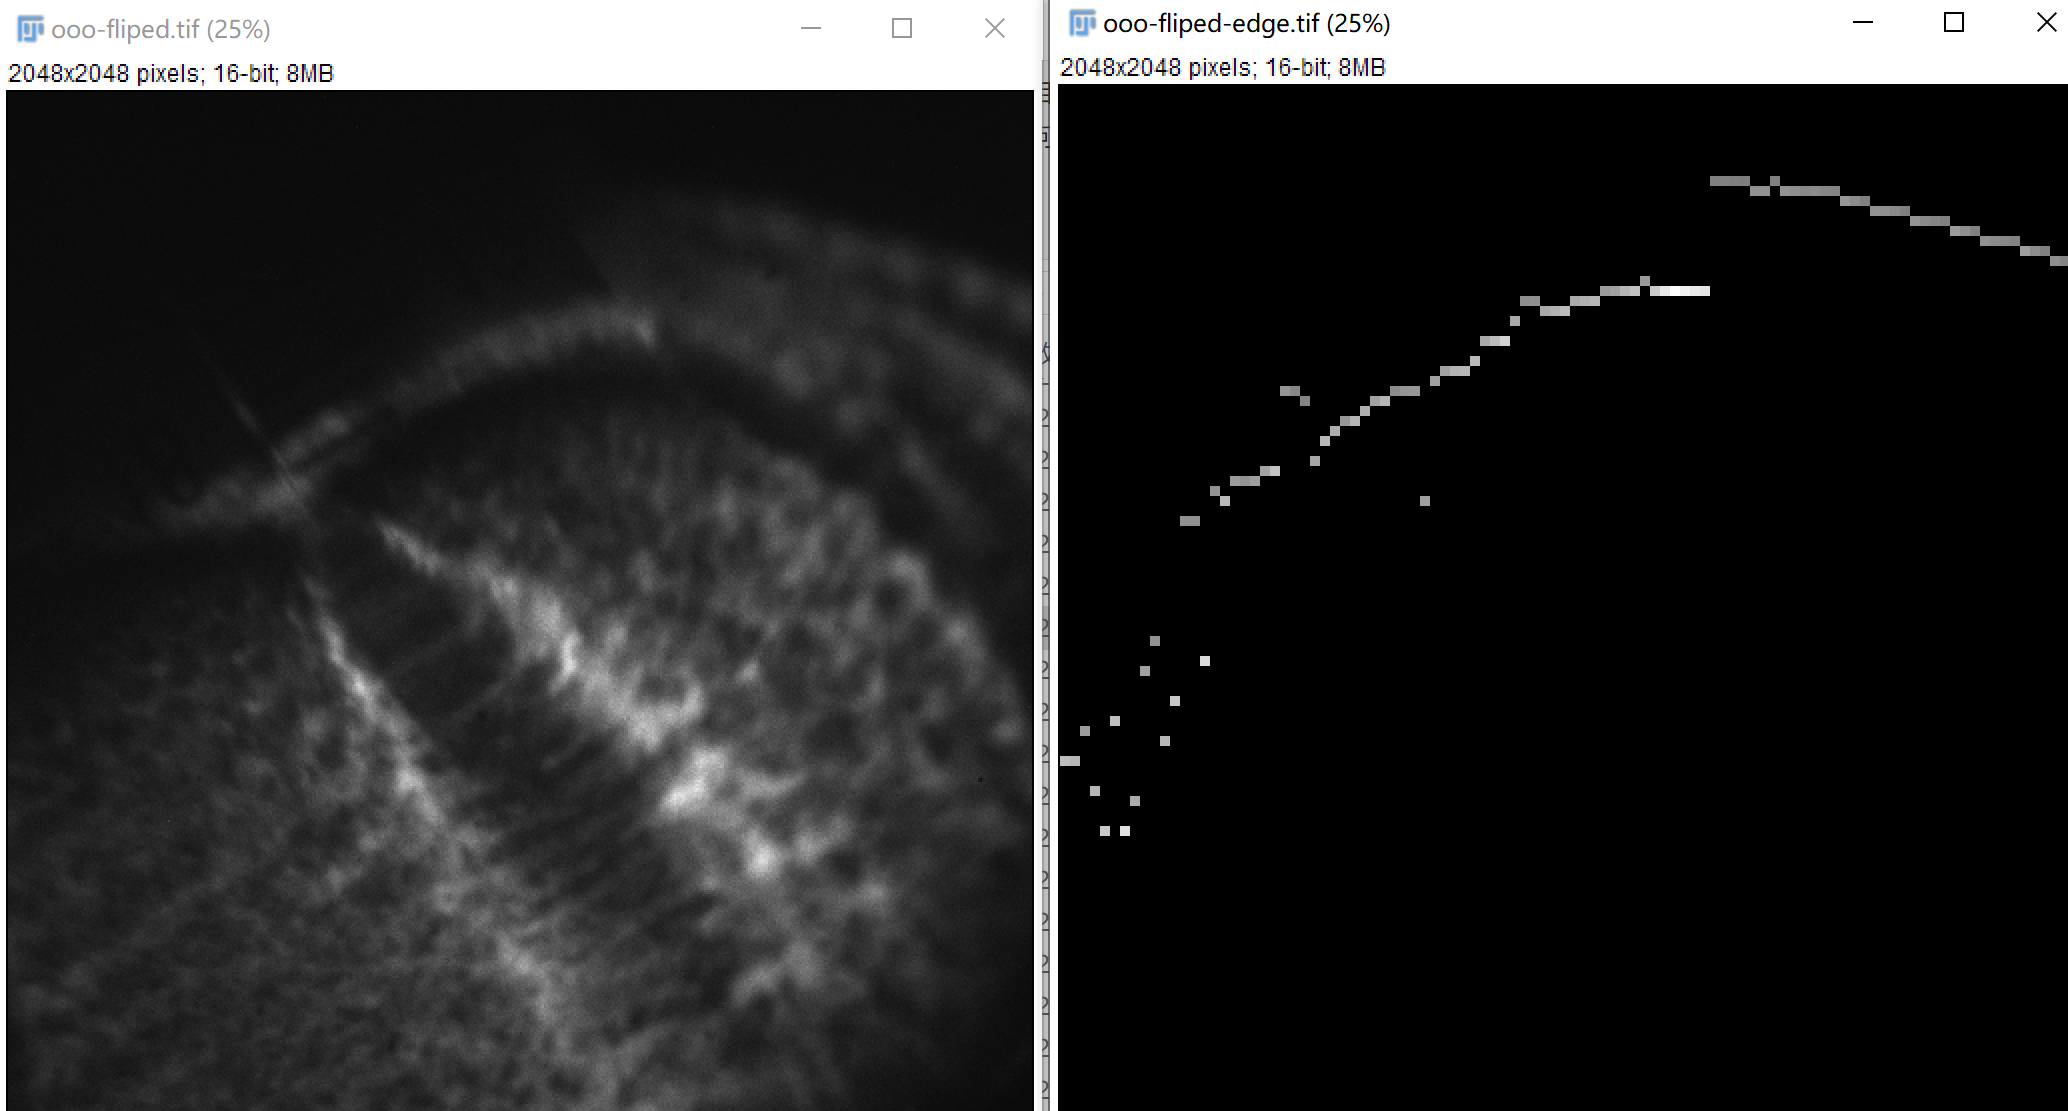 ooo-fliped.tif (25%)
2048x2048 pixels; 16-bit; 8MB
ooo-fliped-edge.tif (25%)
2048x2048 pixels; 16-bit; 8MB